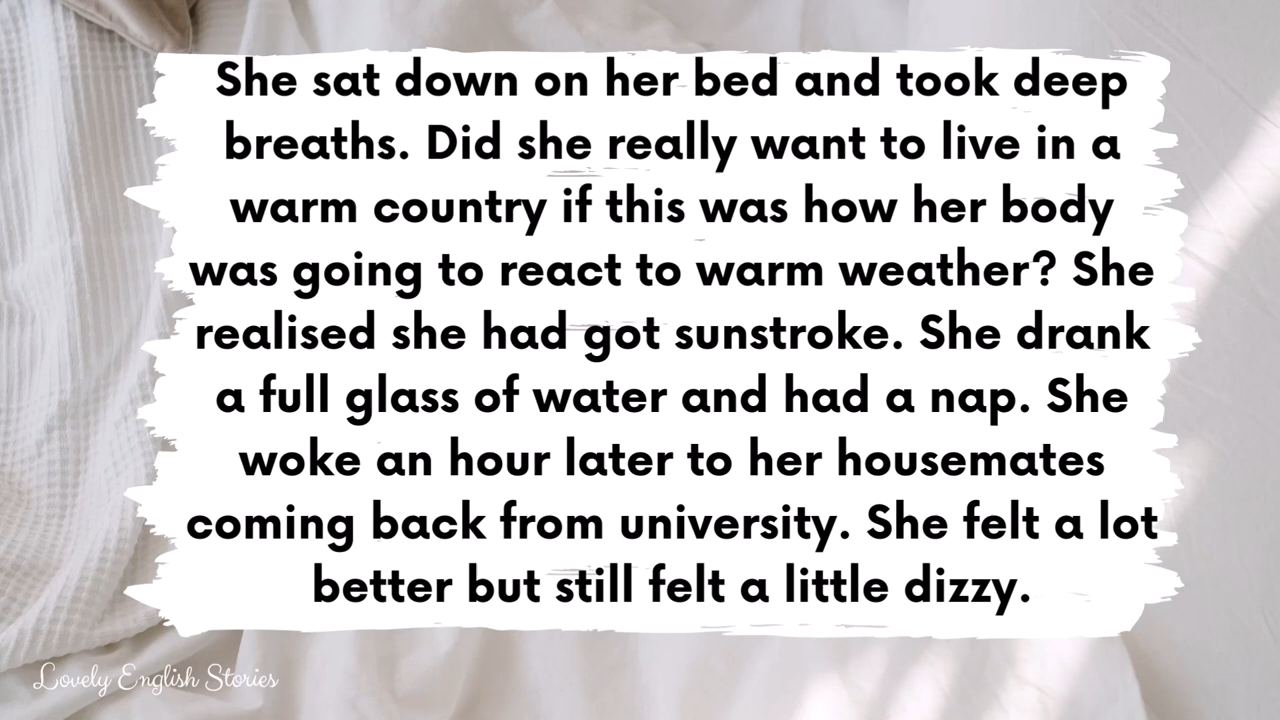 She sat down on her bed and took deep
breaths. Did she really want to live in a
warm country if this was how her body
was going to react to warm weather? She
realised she had got sunstroke. She drank
a full glass of water and had a nap. She
woke an hour later to her housemates
coming back from university. She felt a lot
better but still felt a little dizzy.
Lovely English Stories